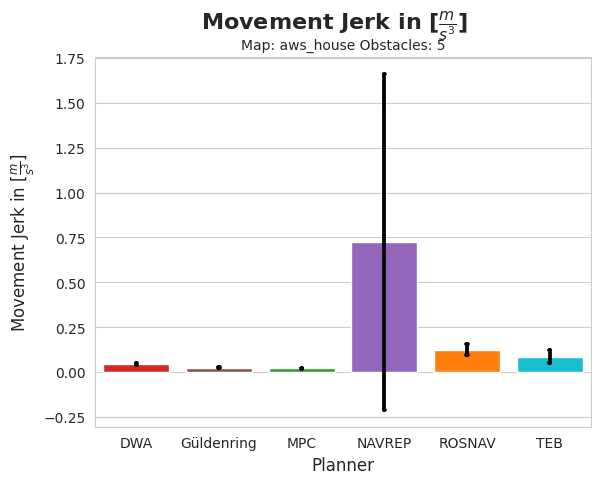 Movement Jerk in [m/s³]
Map: aws_house Obstacles: 5
Movement Jerk in [m/s³]
1.75
1.50
1.25
1.00
0.75
0.50
0.25
0.00
−0.25
DWA Güldenring MPC NAVREP ROSNAV TEB
Planner